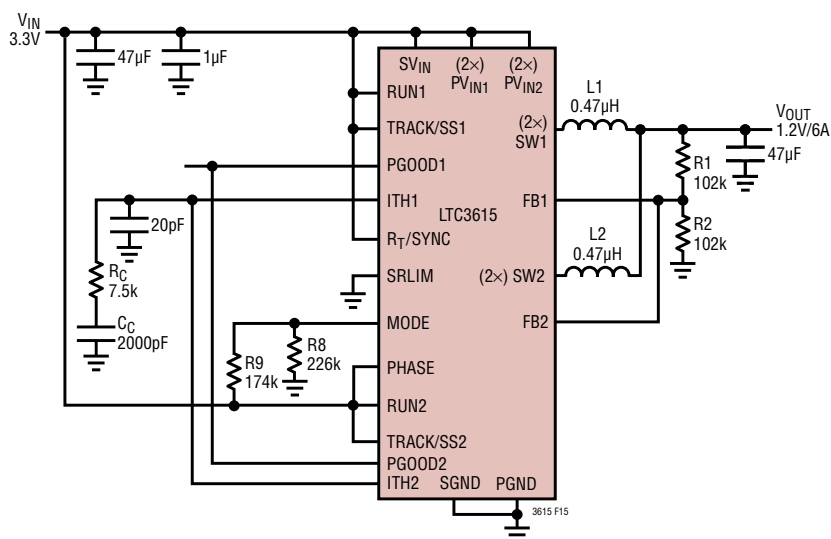 VIN
3.3V
47µF
1µF
SVIN
(2×)
PVIN1
(2×)
PVIN2
RUN1
TRACK/SS1
PGOOD1
ITH1
RT/SYNC
SRLIM
MODE
PHASE
RUN2
TRACK/SS2
PGOOD2
ITH2
SGND
PGND
LTC3615
(2×)
SW1
FB1
(2×) SW2
FB2
L1
0.47µH
VOUT
1.2V/6A
47µF
R1
102k
R2
102k
L2
0.47µH
20pF
RC
7.5k
CC
2000pF
R9
174k
R8
226k
3615 F15